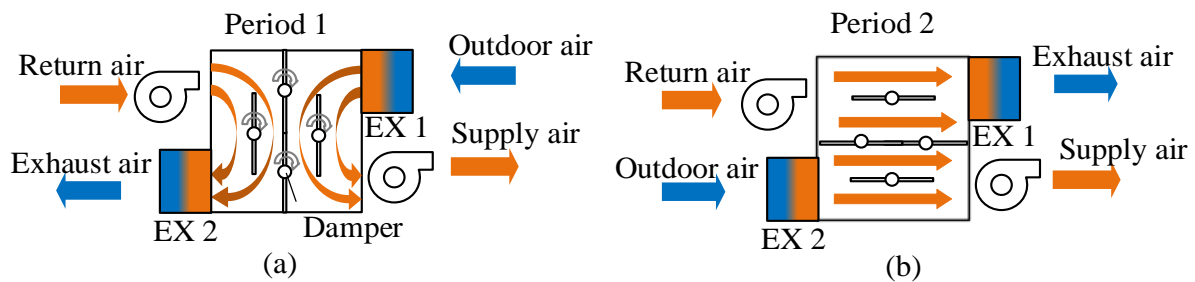 Period 1
Return air
Outdoor air
EX 1
Supply air
Exhaust air
EX 2
Damper
(a)
Period 2
Return air
Exhaust air
EX 1
Supply air
Outdoor air
EX 2
(b)